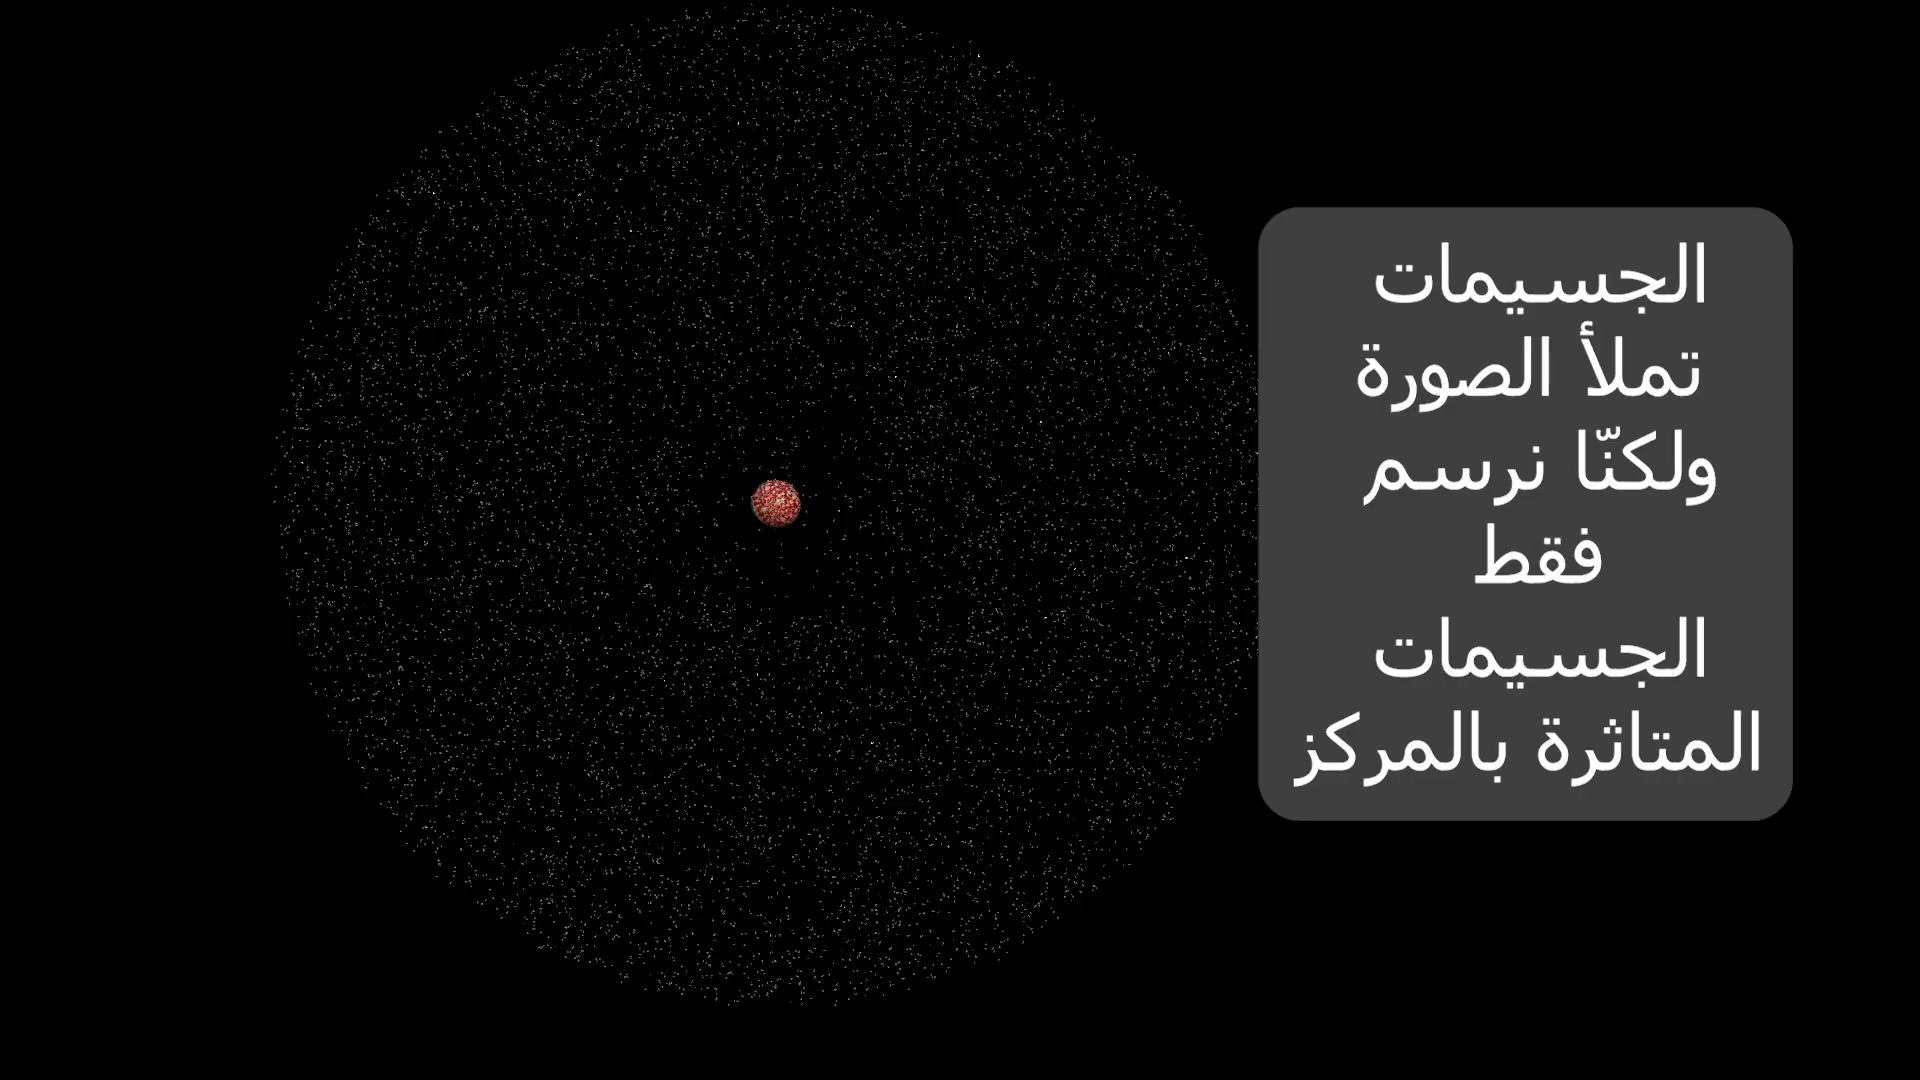 الجسيمات
تملأ الصورة
ولكنّا نرسم
فقط
الجسيمات
المتاثرة بالمركز